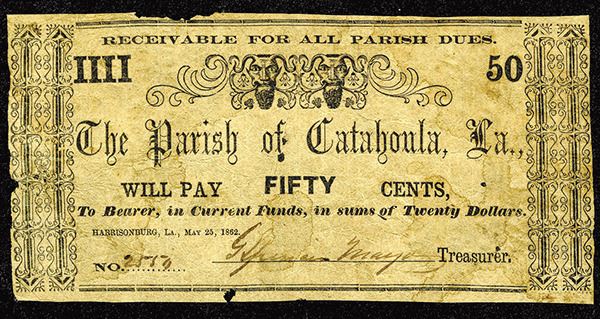 RECEIVABLE FOR ALL PARISH DUES.
IIII 50
The Parish of Catahoula, La.,
WILL PAY FIFTY CENTS,
To Bearer, in Current Funds, in sums of Twenty Dollars.
HARRISONBURG, LA., MAY 25, 1862.
NO. Treasurer.